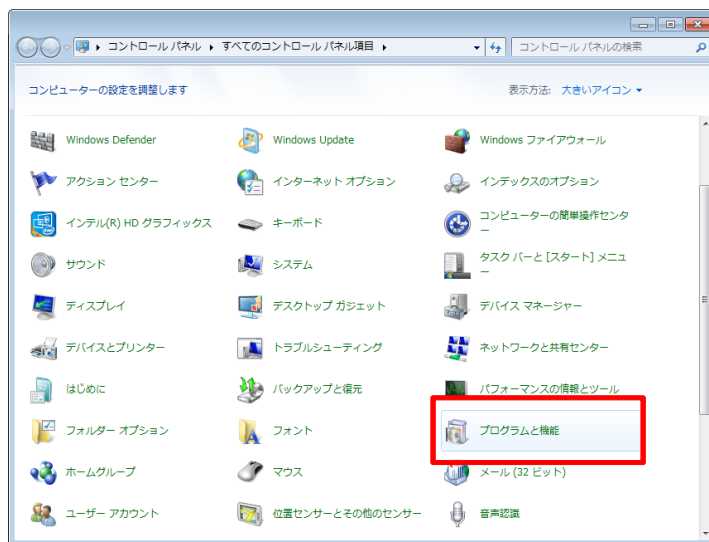 コントロール パネル ▸ すべてのコントロール パネル項目 ▸
コントロール パネルの検索
コンピューターの設定を調整します
表示方法: 大きいアイコン
Windows Defender
Windows Update
Windows ファイアウォール
アクション センター
インターネット オプション
インデックスのオプション
インテル(R) HD グラフィックス
キーボード
コンピューターの簡単操作センタ
ー
サウンド
システム
タスク バーと [スタート] メニュ
ー
ディスプレイ
デスクトップ ガジェット
デバイス マネージャー
デバイスとプリンター
トラブルシューティング
ネットワークと共有センター
はじめに
バックアップと復元
パフォーマンスの情報とツール
フォルダー オプション
フォント
プログラムと機能
ホームグループ
マウス
メール (32 ビット)
ユーザー アカウント
位置センサーとその他のセンサー
音声認識